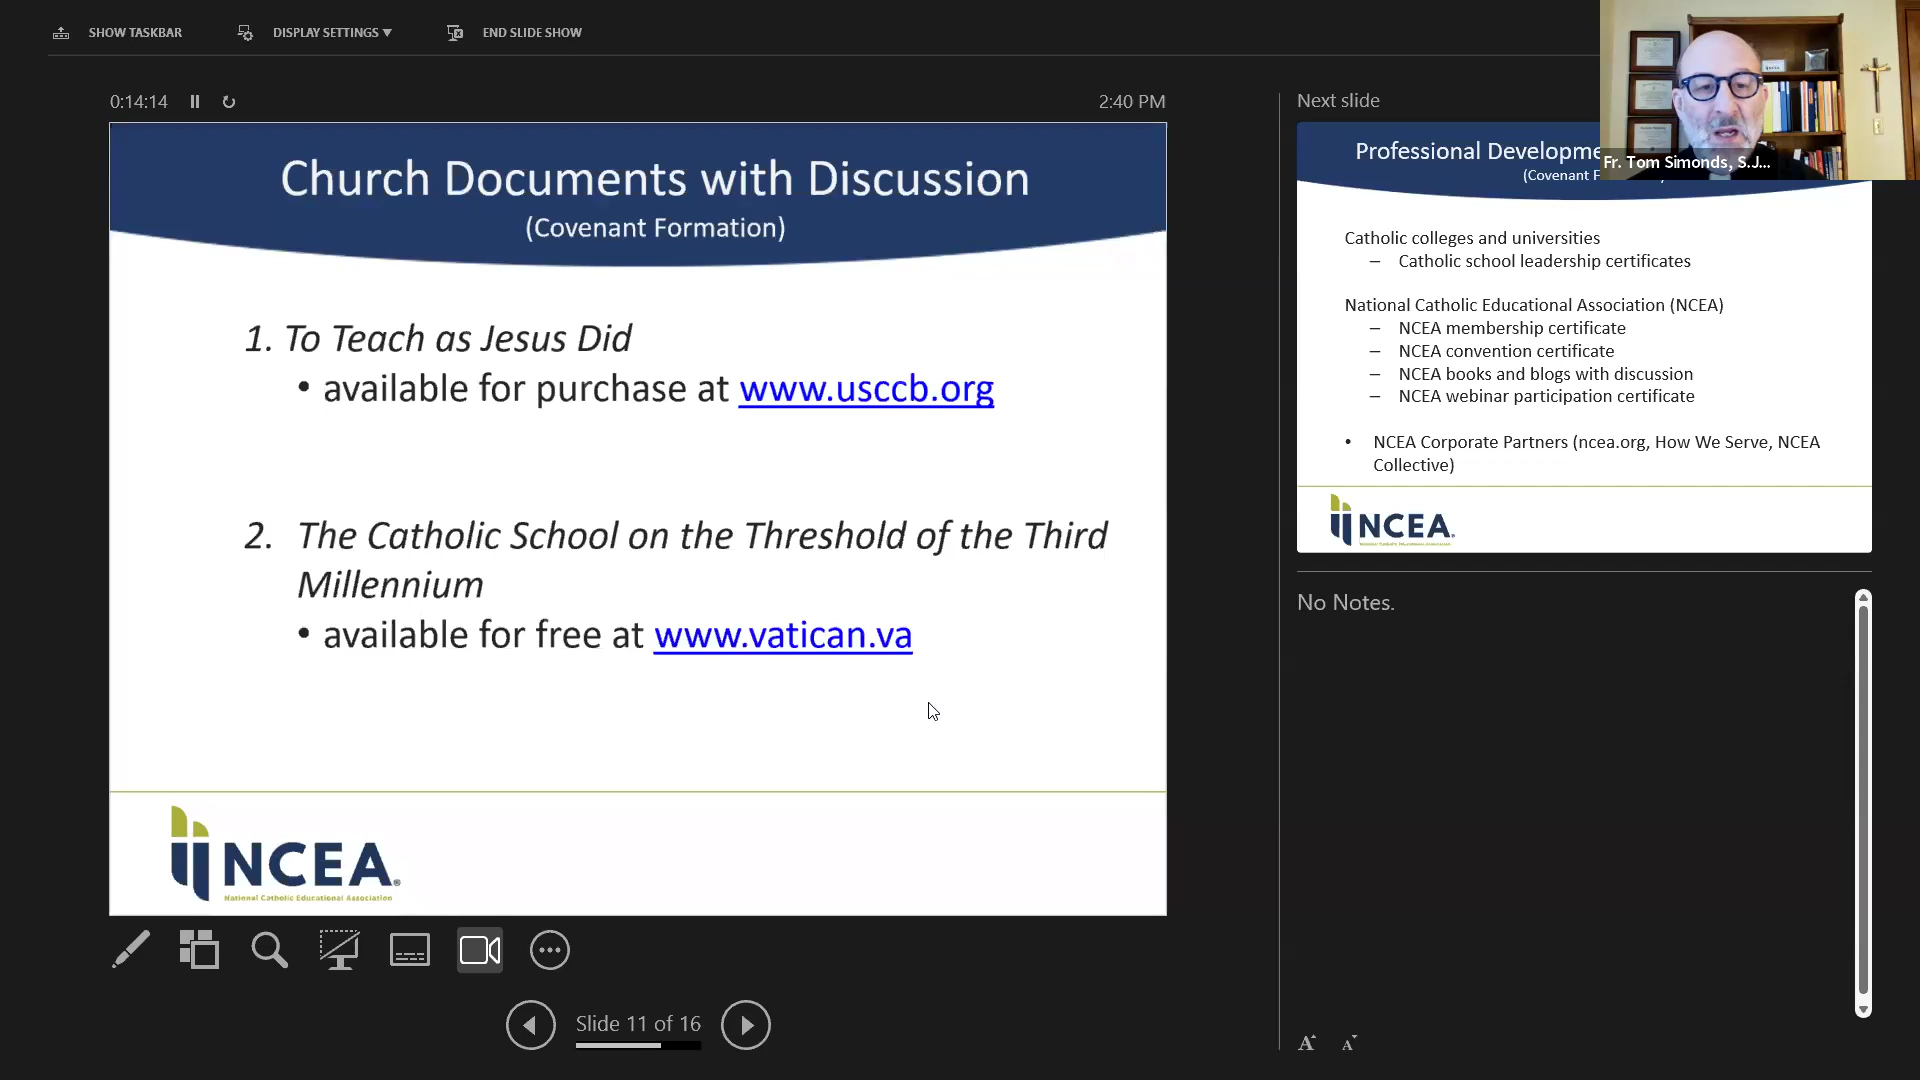 SHOW TASKBAR
DISPLAY SETTINGS ▼
END SLIDE SHOW
0:14:14
2:40 PM
Church Documents with Discussion
(Covenant Formation)
1. To Teach as Jesus Did
• available for purchase at www.usccb.org
2. The Catholic School on the Threshold of the Third
Millennium
• available for free at www.vatican.va
NCEA®
National Catholic Educational Association
Slide 11 of 16
Next slide
Fr. Tom Simonds, S.J...
Professional
(Covenant
Catholic colleges and universities
– Catholic school leadership certificates
National Catholic Educational Association (NCEA)
– NCEA membership certificate
– NCEA convention certificate
– NCEA books and blogs with discussion
– NCEA webinar participation certificate
• NCEA Corporate Partners (ncea.org, How We Serve, NCEA
Collective)
NCEA
No Notes.
A A